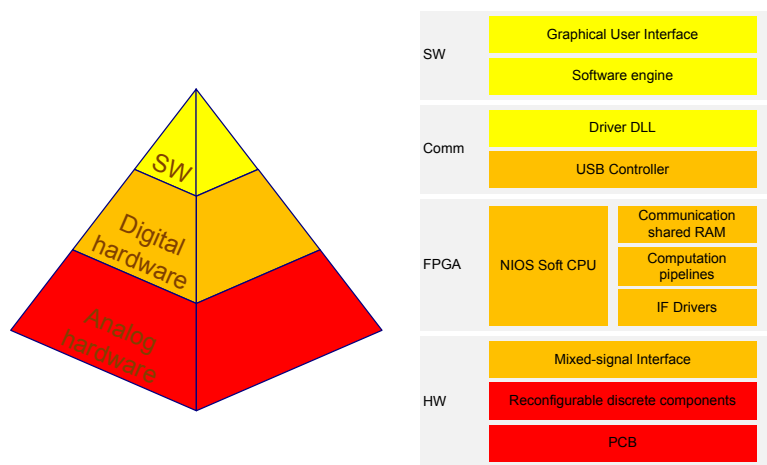 SW
Digital
hardware
Analog
hardware
SW
Graphical User Interface
Software engine
Comm
Driver DLL
USB Controller
FPGA
NIOS Soft CPU
Communication
shared RAM
Computation
pipelines
IF Drivers
HW
Mixed-signal Interface
Reconfigurable discrete components
PCB